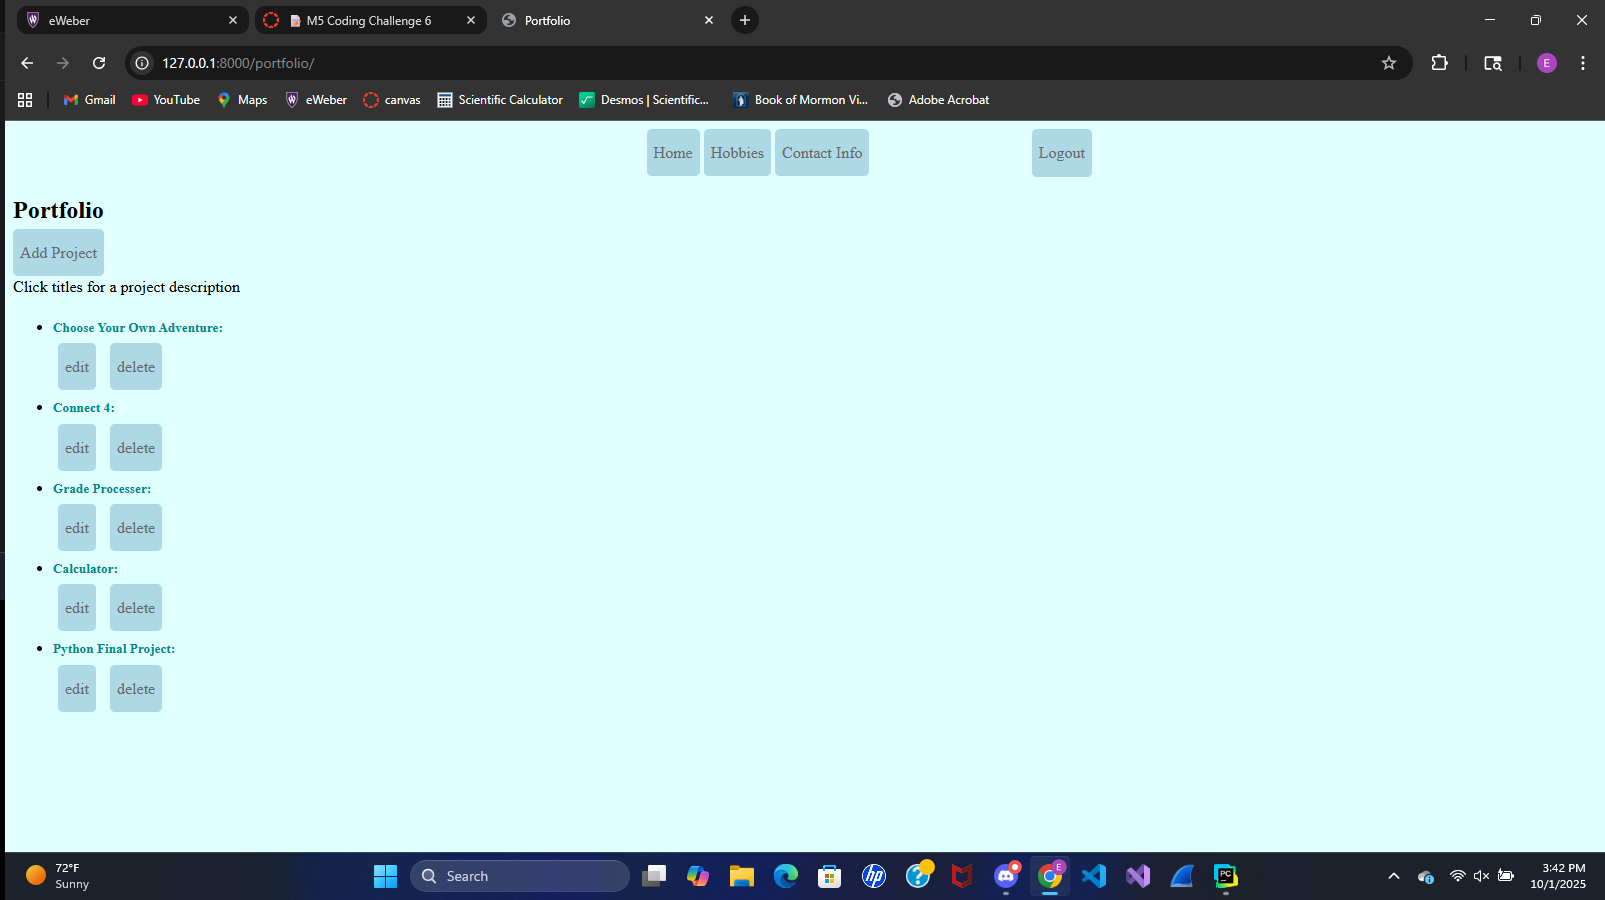 eWeber
M5 Coding Challenge 6
Portfolio
127.0.0.1:8000/portfolio/
E
Gmail
YouTube
Maps
eWeber
canvas
Scientific Calculator
Desmos | Scientific...
Book of Mormon Vi...
Adobe Acrobat
Home
Hobbies
Contact Info
Logout
Portfolio
Add Project
Click titles for a project description
Choose Your Own Adventure:
edit delete
Connect 4:
edit delete
Grade Processer:
edit delete
Calculator:
edit delete
Python Final Project:
edit delete
72°F
Sunny
Search
hp
?
E
PC
3:42 PM
10/1/2025